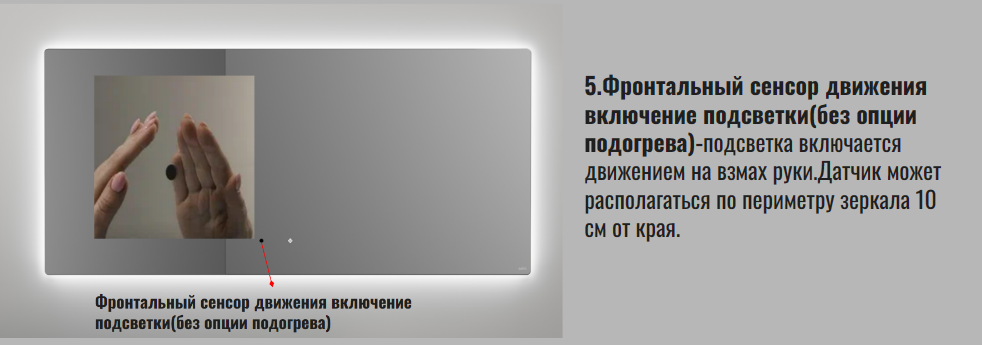 5.Фронтальный сенсор движения
включение подсветки(без опции
подогрева)-подсветка включается
движением на взмах руки.Датчик может
располагаться по периметру зеркала 10
см от края.
Фронтальный сенсор движения включение
подсветки(без опции подогрева)